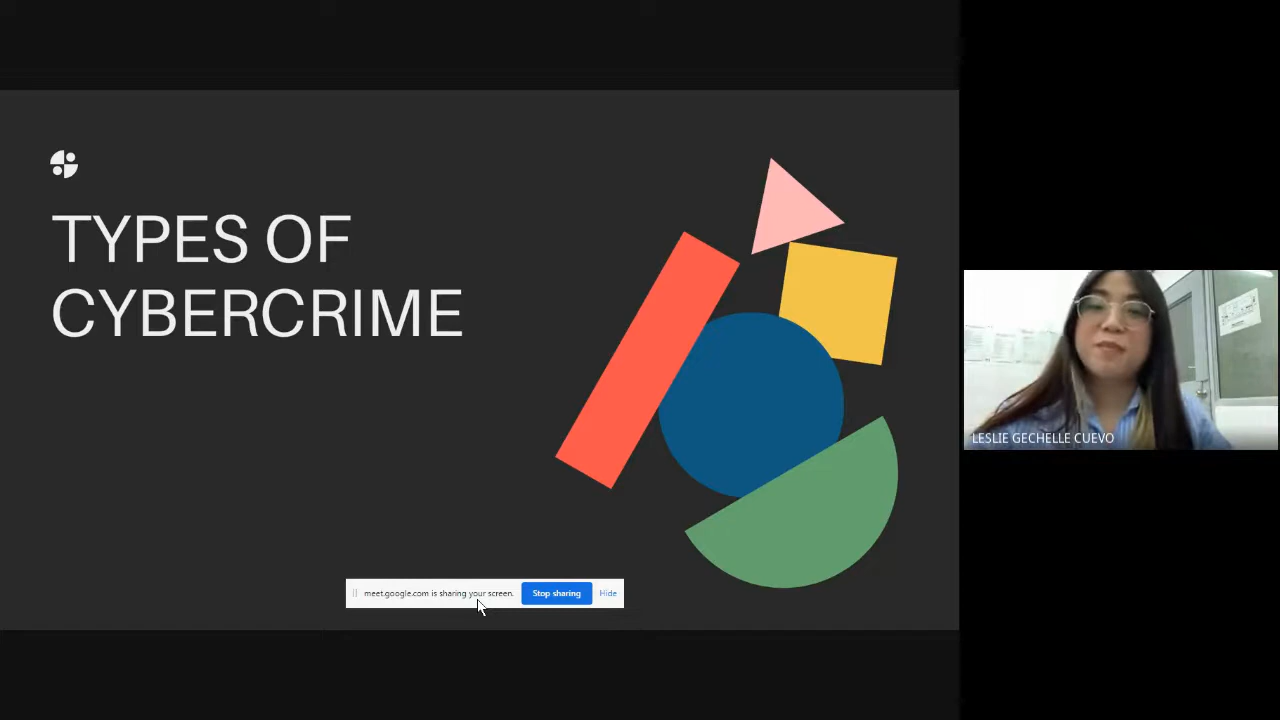 TYPES OF
CYBERCRIME
meet.google.com is sharing your screen.
Stop sharing
Hide
LESLIE GECHELLE CUEVO